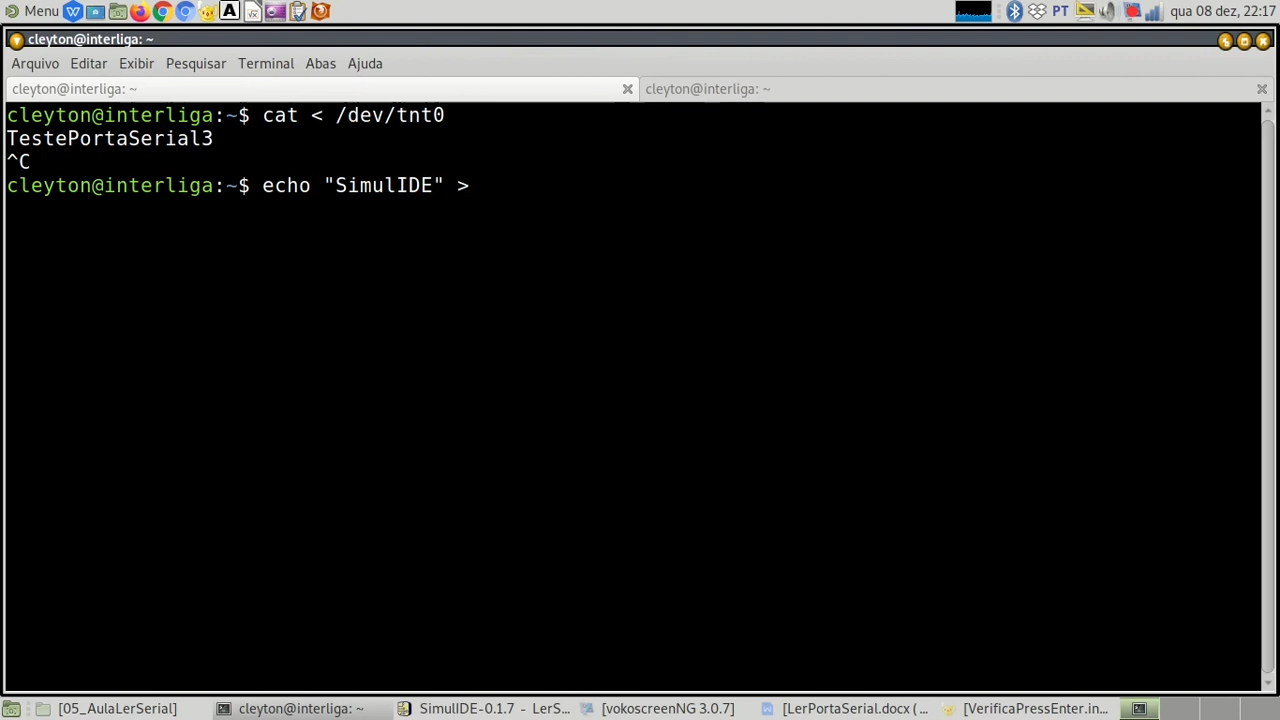 Menu
A
PT
qua 08 dez, 22:17
cleyton@interliga: ~
Arquivo Editar Exibir Pesquisar Terminal Abas Ajuda
cleyton@interliga: ~
cleyton@interliga: ~
cleyton@interliga:~$ cat < /dev/tnt0
TestePortaSerial3
^C
cleyton@interliga:~$ echo "SimulIDE" >
[05_AulaLerSerial]
cleyton@interliga: ~
SimulIDE-0.1.7 - LerS...
[vokoscreenNG 3.0.7]
[LerPortaSerial.docx (...
[VerificaPressEnter.in...